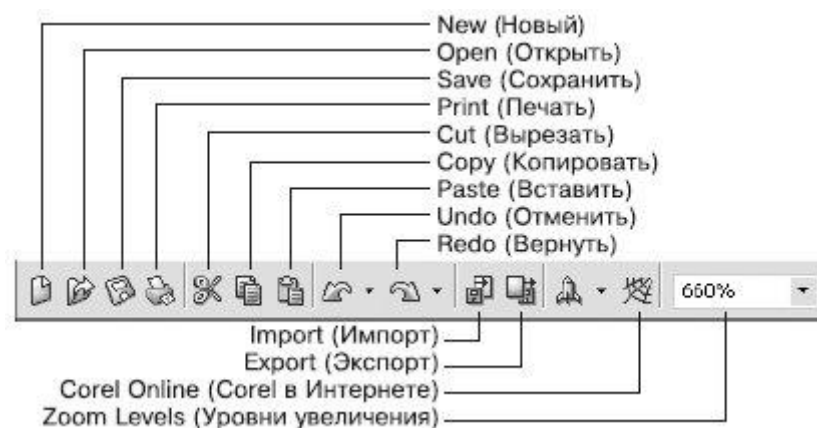 New (Новый)
Open (Открыть)
Save (Сохранить)
Print (Печать)
Cut (Вырезать)
Copy (Копировать)
Paste (Вставить)
Undo (Отменить)
Redo (Вернуть)
660%
Import (Импорт)
Export (Экспорт)
Corel Online (Corel в Интернете)
Zoom Levels (Уровни увеличения)